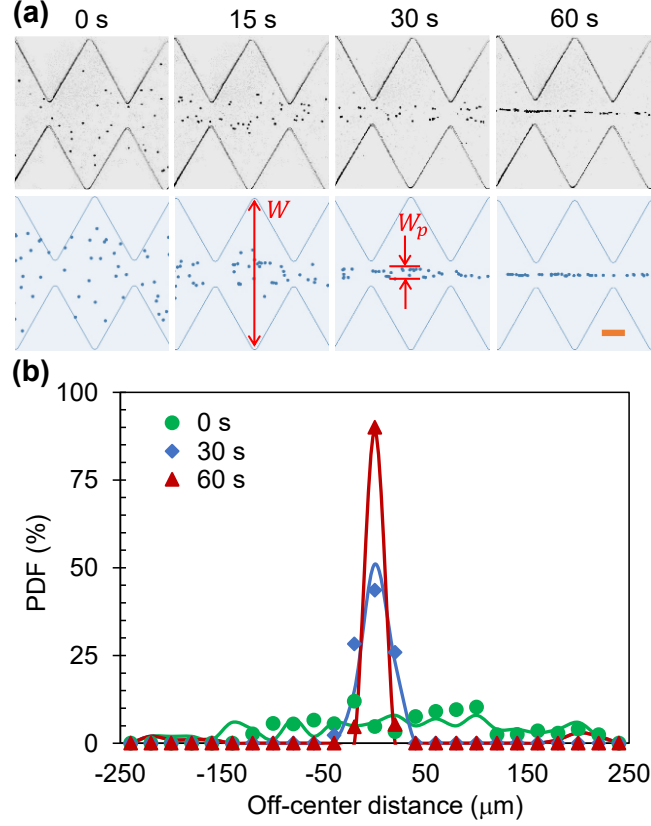 (a)
0 s 15 s 30 s 60 s
W
Wp
(b)
100
75
50
25
0
PDF (%)
0 s
30 s
60 s
-250 -150 -50 50 150 250
Off-center distance (μm)